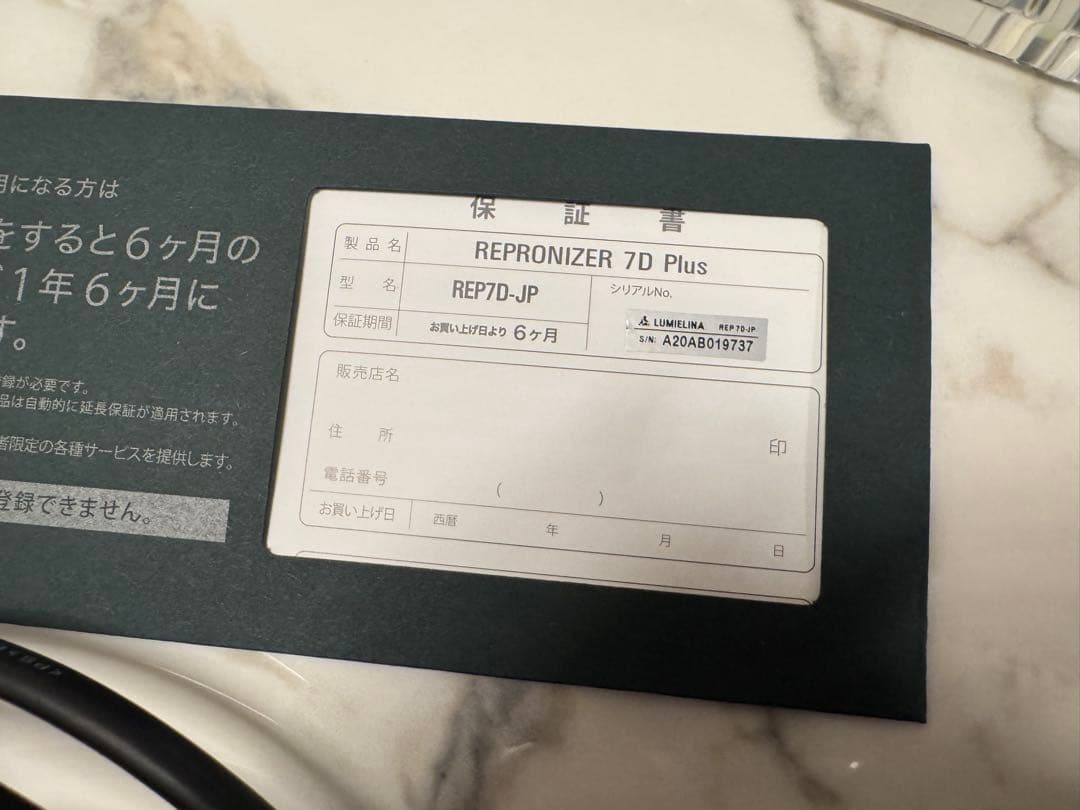 月になる方は
をすると6ヶ月の
1年6ヶ月に
す。
登録が必要です。
品は自動的に延長保証が適用されます。
者限定の各種サービスを提供します。
登録できません。
保 証 書
製品名 REPRONIZER 7D Plus
型 名 REP7D-JP
シリアルNo.
LUMIELINA REP7D-JP
S/N: A20AB019737
保証期間 お買い上げ日より 6ヶ月
販売店名
住 所 印
電話番号 ( )
お買い上げ日 西暦 年 月 日